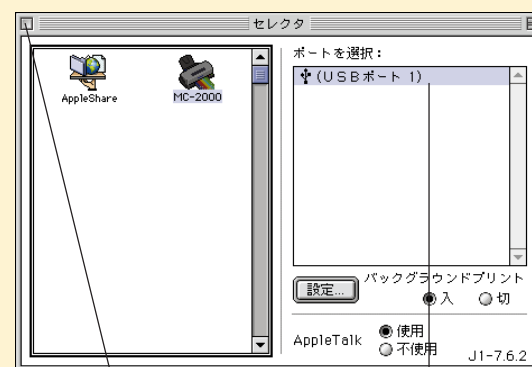 セレクタ
AppleShare
MC-2000
ポートを選択：
(USBポート 1)
設定...
バックグラウンドプリント
入 切
AppleTalk
使用
不使用
J1-7.6.2